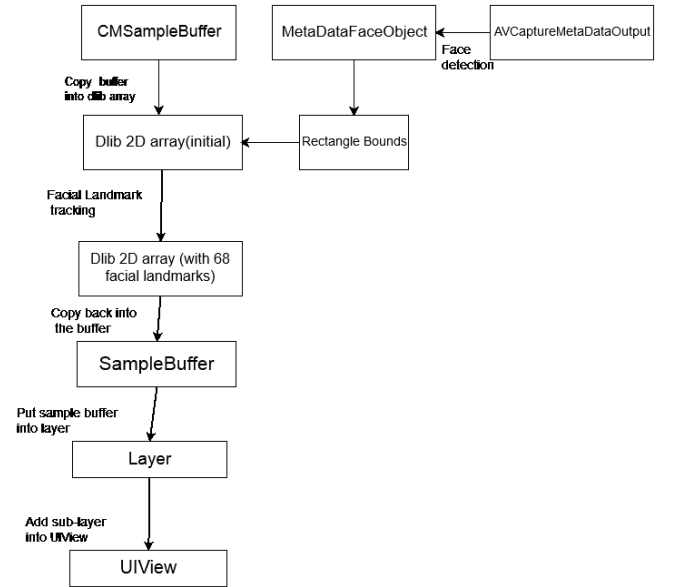 CMSampleBuffer
MetaDataFaceObject
AVCaptureMetaDataOutput
Face
detection
Copy buffer
into dlib array
Dlib 2D array(initial)
Rectangle Bounds
Facial Landmark
tracking
Dlib 2D array (with 68
facial landmarks)
Copy back into
the buffer
SampleBuffer
Put sample buffer
into layer
Layer
Add sub-layer
into UIView
UIView